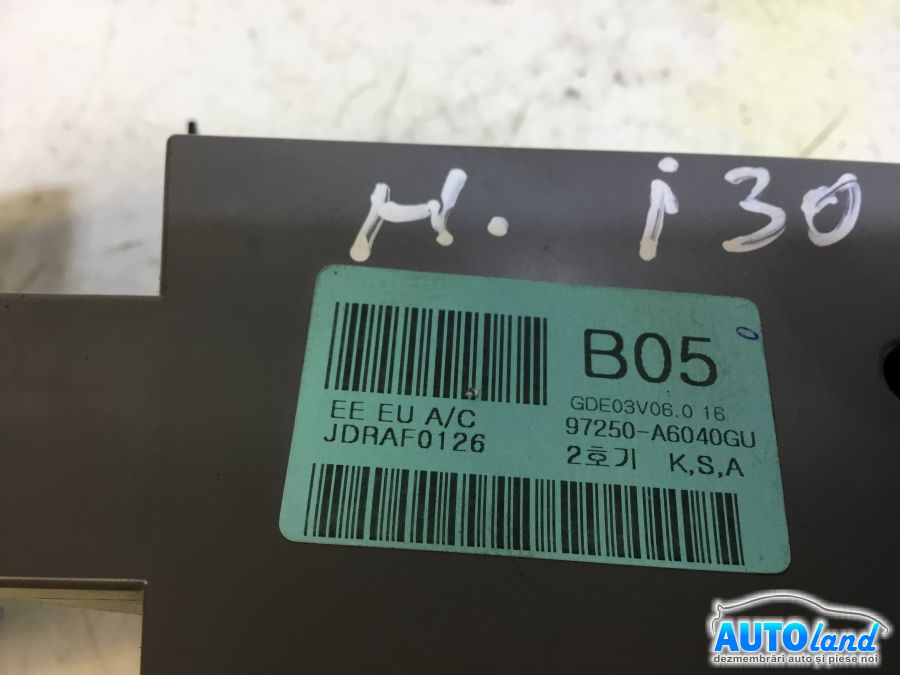 H. i30
B05
GDE03V06.0 16
EE EU A/C
97250-A6040GU
JDRAF0126
2호기 K,S,A
AUTOland
dezmembrări auto și piese noi